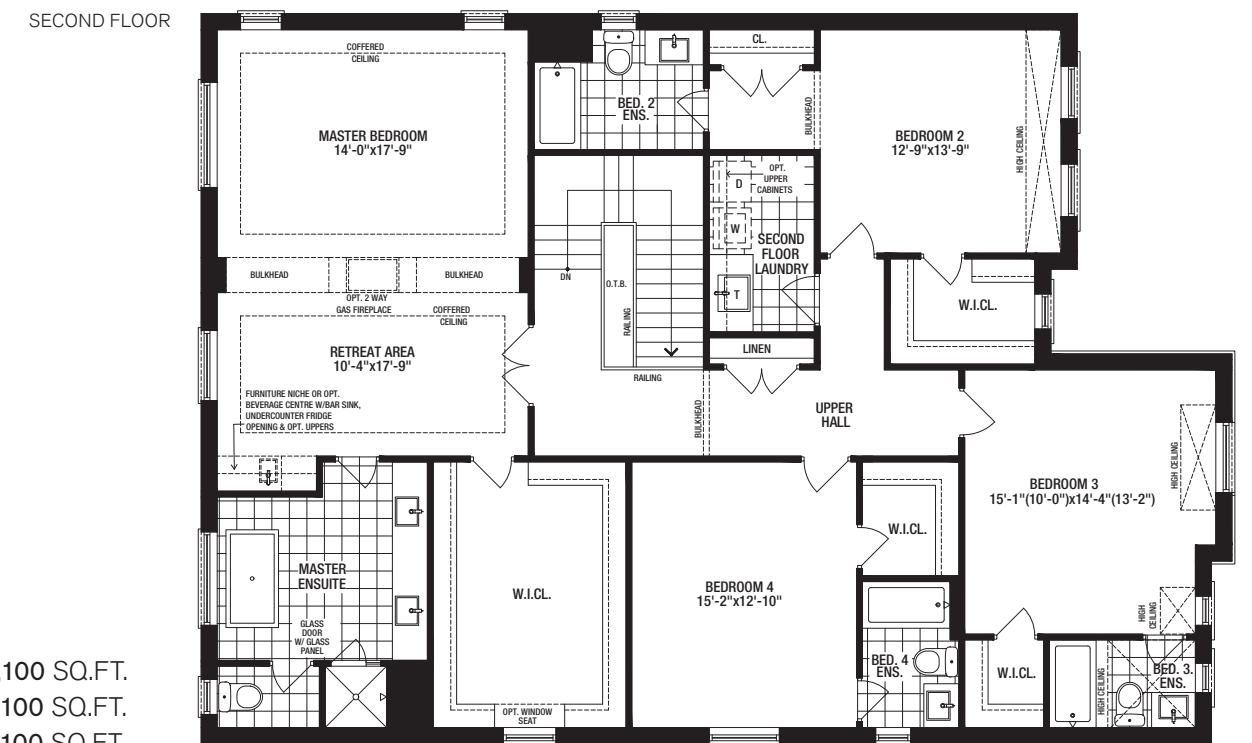 SECOND FLOOR
COFFERED
CEILING
MASTER BEDROOM
14'-0"x17'-9"
BULKHEAD
BULKHEAD
OPT. 2 WAY
GAS FIREPLACE
COFFERED
CEILING
RETREAT AREA
10'-4"x17'-9"
FURNITURE NICHE OR OPT.
BEVERAGE CENTRE W/BAR SINK,
UNDERCOUNTER FRIDGE
OPENING & OPT. UPPERS
MASTER
ENSUITE
GLASS
DOOR
W/ GLASS
PANEL
W.I.CL.
OPT. WINDOW
SEAT
BED. 2
ENS.
CL.
BULKHEAD
BEDROOM 2
12'-9"x13'-9"
HIGH CEILING
DN
O.T.B.
RAILING
RAILING
D
OPT.
UPPER
CABINETS
W
SECOND
FLOOR
LAUNDRY
T
LINEN
W.I.CL.
BULKHEAD
UPPER
HALL
BEDROOM 3
15'-1"(10'-0")x14'-4"(13'-2")
HIGH CEILING
HIGH
CEILING
BEDROOM 4
15'-2"x12'-10"
W.I.CL.
BED. 4
ENS.
W.I.CL.
HIGH CEILING
BED. 3.
ENS.
,100 SQ.FT.
100 SQ.FT.
100 SQ.FT.